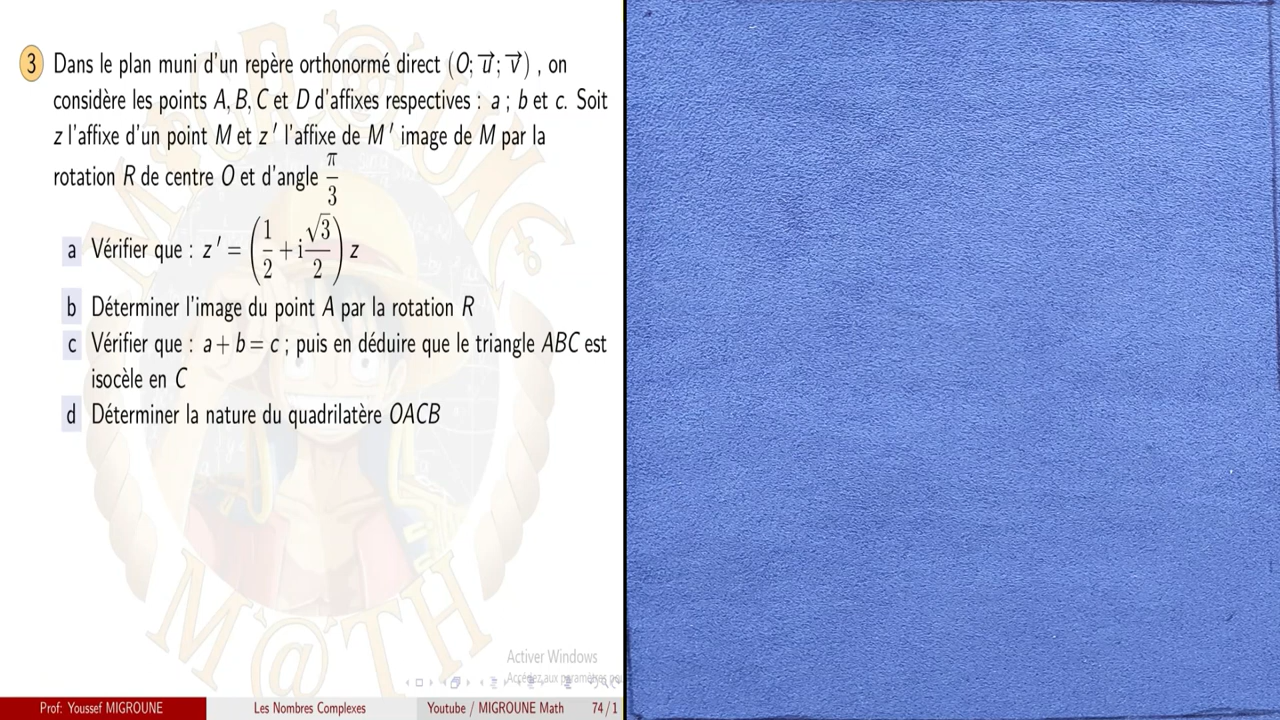 3 Dans le plan muni d'un repère orthonormé direct (O; u⃗; v⃗) , on
considère les points A, B, C et D d'affixes respectives : a ; b et c. Soit
z l'affixe d'un point M et z ′ l'affixe de M ′ image de M par la
rotation R de centre O et d'angle π/3
a Vérifier que : z ′ = (1/2 + i √3/2) z
b Déterminer l'image du point A par la rotation R
c Vérifier que : a + b = c ; puis en déduire que le triangle ABC est
isocèle en C
d Déterminer la nature du quadrilatère OACB
M@TH
Activer Windows
Accédez aux paramètres
Prof: Youssef MIGROUNE Les Nombres Complexes Youtube / MIGROUNE Math 74/1